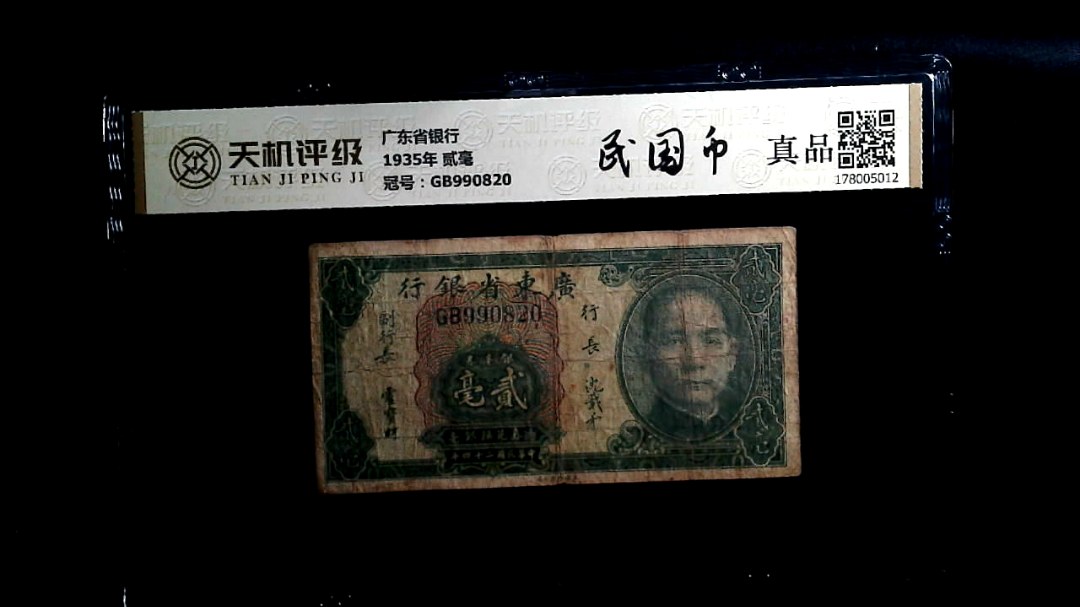 天机评级
TIAN JI PING JI
广东省银行
1935年 贰毫
冠号：GB990820
民国币
真品
178005012
行銀省東廣
GB990820
行長
副行長
毫貳